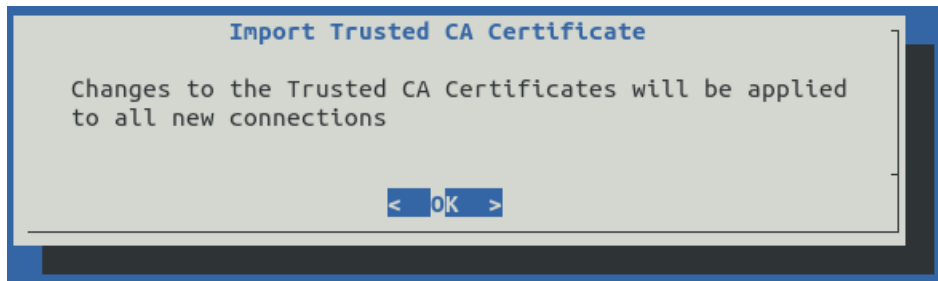 Import Trusted CA Certificate
Changes to the Trusted CA Certificates will be applied
to all new connections
< OK >